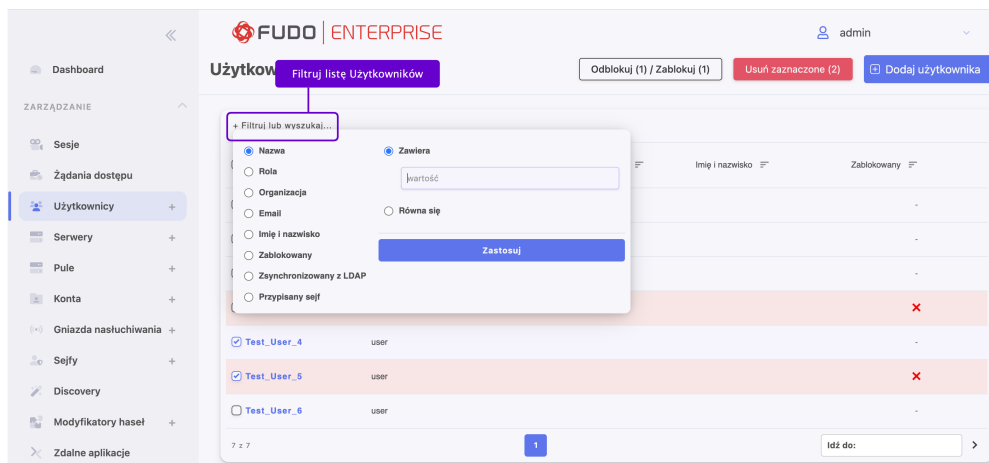 FUDO ENTERPRISE
admin
Dashboard
Użytkow
Filtruj listę Użytkowników
Odblokuj (1) / Zablokuj (1)
Usuń zaznaczone (2)
Dodaj użytkownika
ZARZĄDZANIE
Sesje
Żądania dostępu
Użytkownicy +
Serwery +
Pule +
Konta +
Gniazda nasłuchiwania +
Sejfy +
Discovery
Modyfikatory haseł +
Zdalne aplikacje
+ Filtruj lub wyszukaj...
Nazwa
Rola
Organizacja
Email
Imię i nazwisko
Zablokowany
Zsynchronizowany z LDAP
Przypisany sejf
Zawiera
wartość
Równa się
Zastosuj
Imię i nazwisko
Zablokowany
-
-
-
Test_User_4 user -
Test_User_5 user
Test_User_6 user -
7 z 7
1
Idź do: